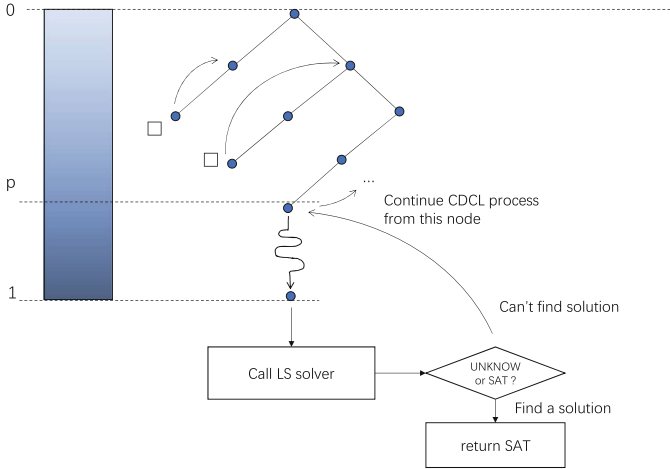 0
p
...
Continue CDCL process
from this node
1
Can't find solution
Call LS solver
UNKNOW
or SAT ?
Find a solution
return SAT